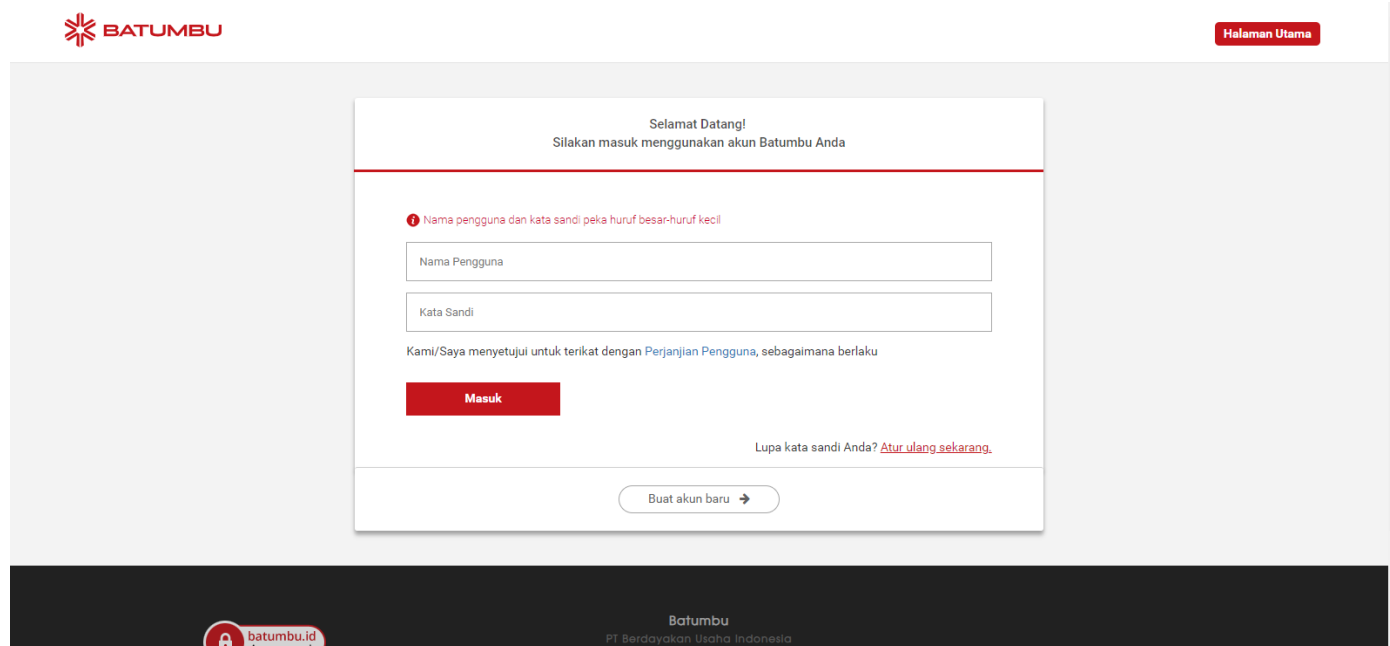 BATUMBU
Halaman Utama
Selamat Datang!
Silakan masuk menggunakan akun Batumbu Anda
Nama pengguna dan kata sandi peka huruf besar-huruf kecil
Nama Pengguna
Kata Sandi
Kami/Saya menyetujui untuk terikat dengan Perjanjian Pengguna, sebagaimana berlaku
Masuk
Lupa kata sandi Anda? Atur ulang sekarang.
Buat akun baru
Batumbu
batumbu.id
PT Berdayakan Usaha Indonesia